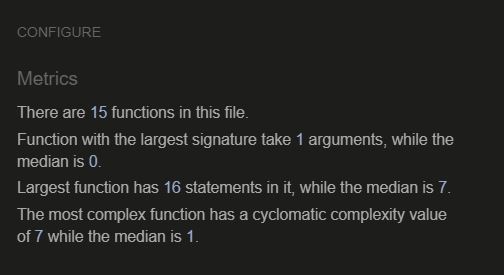 CONFIGURE
Metrics
There are 15 functions in this file.
Function with the largest signature take 1 arguments, while the
median is 0.
Largest function has 16 statements in it, while the median is 7.
The most complex function has a cyclomatic complexity value
of 7 while the median is 1.